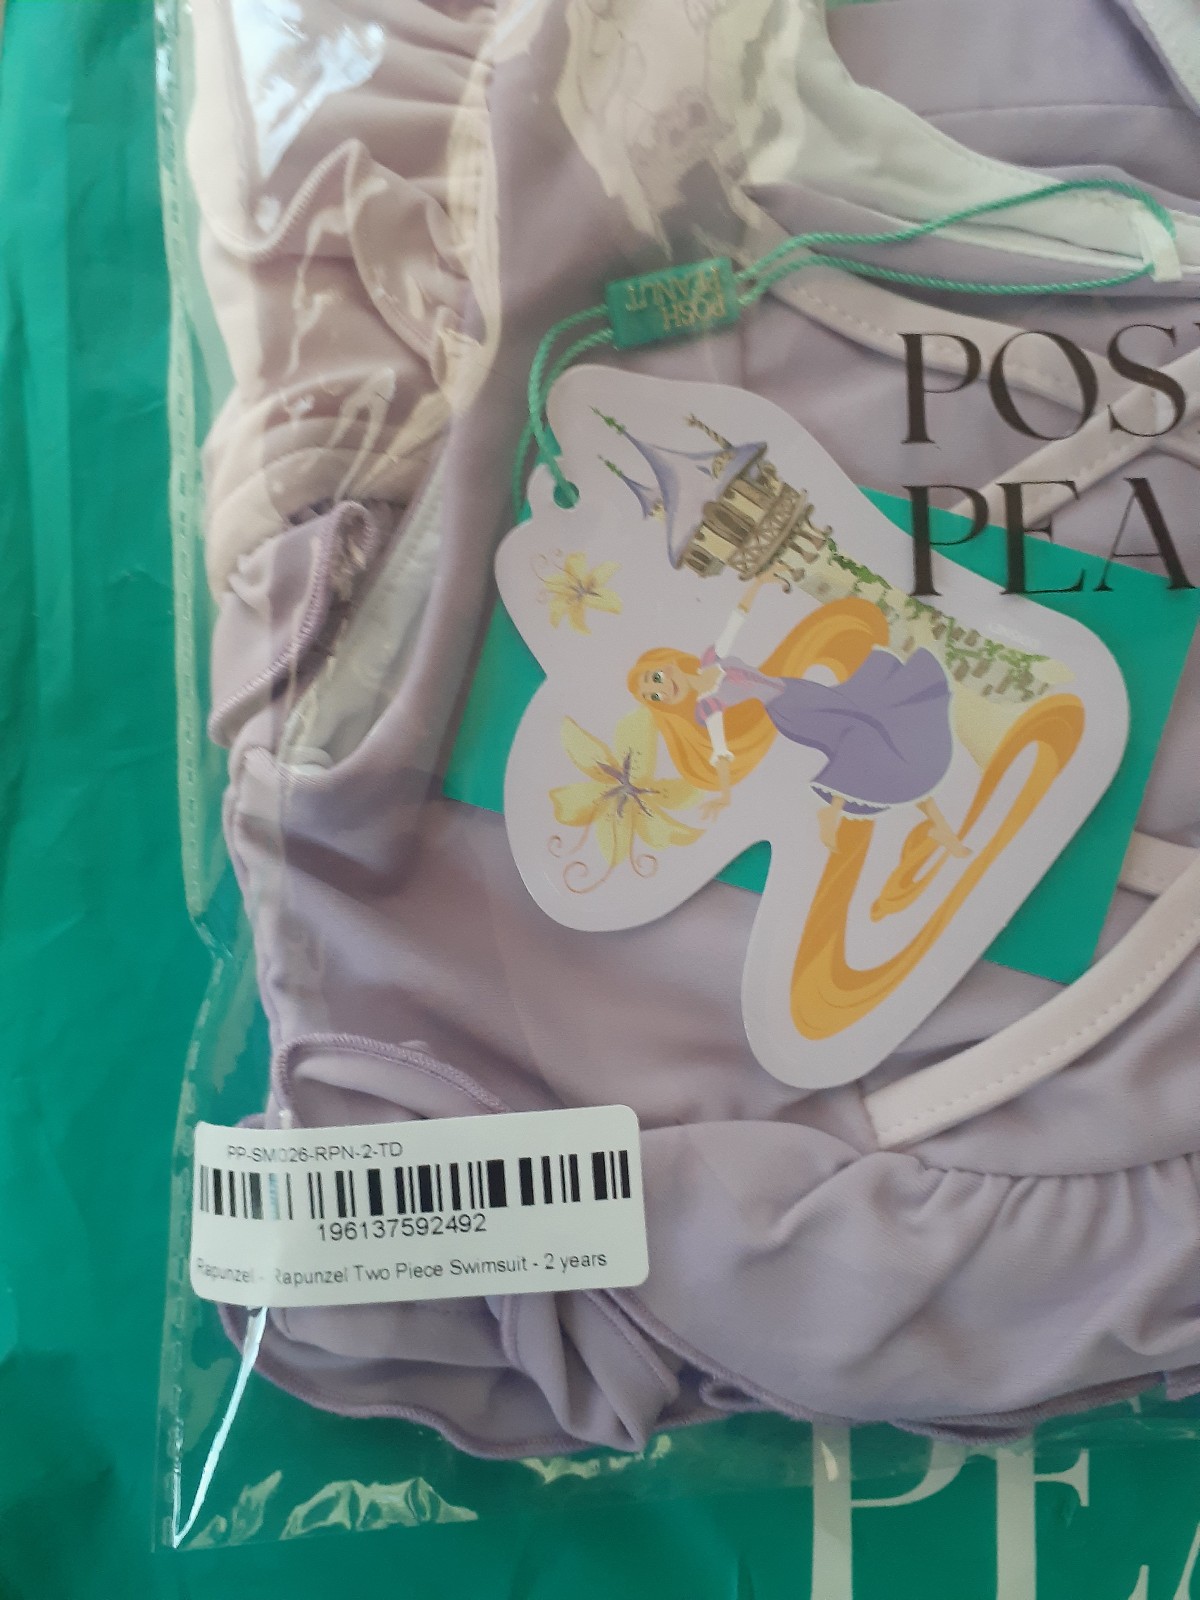 POSH
PEANUT
POS
PEA
PP-SM026-RPN-2-TD
196137592492
Rapunzel - Rapunzel Two Piece Swimsuit - 2 years
PEA